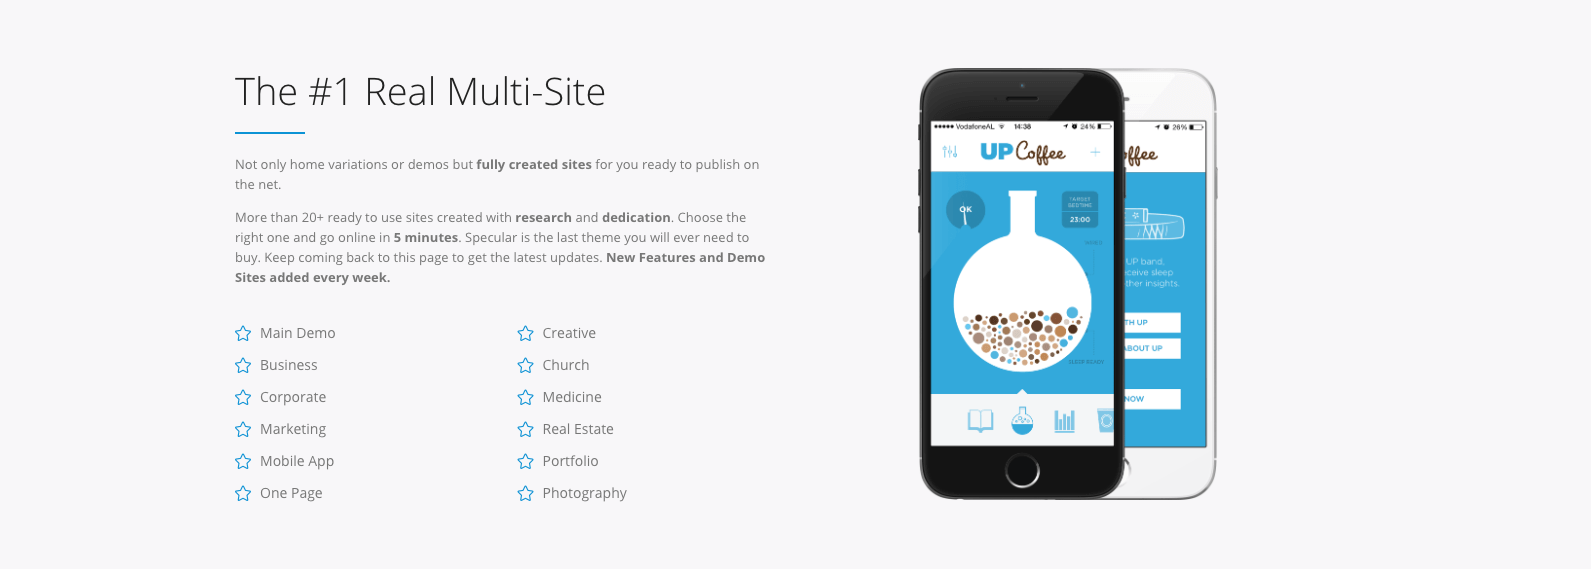 The #1 Real Multi-Site
Not only home variations or demos but fully created sites for you ready to publish on
the net.
More than 20+ ready to use sites created with research and dedication. Choose the
right one and go online in 5 minutes. Specular is the last theme you will ever need to
buy. Keep coming back to this page to get the latest updates. New Features and Demo
Sites added every week.
Main Demo
Business
Corporate
Marketing
Mobile App
One Page
Creative
Church
Medicine
Real Estate
Portfolio
Photography
VodafoneAL 14:38 24%
UP Coffee
OK
TARGET
BEDTIME
23:00
WIRED
SLEEP READY
26%
ffee
UP band,
ceive sleep
ther insights.
TH UP
ABOUT UP
NOW